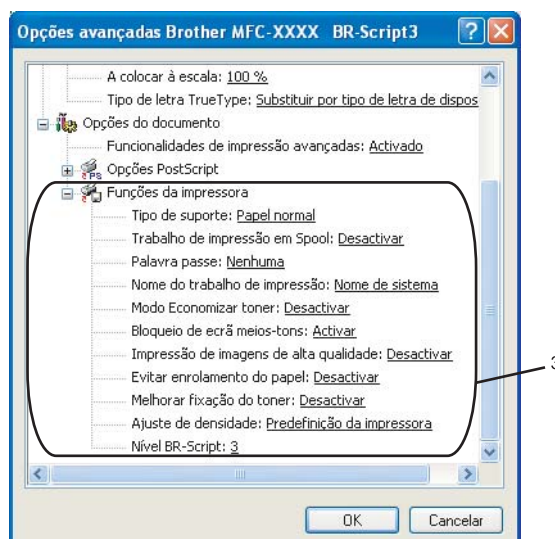 Opções avançadas Brother MFC-XXXX BR-Script3
A colocar à escala: 100 %
Tipo de letra TrueType: Substituir por tipo de letra de dispos
Opções do documento
Funcionalidades de impressão avançadas: Activado
Opções PostScript
Funções da impressora
Tipo de suporte: Papel normal
Trabalho de impressão em Spool: Desactivar
Palavra passe: Nenhuma
Nome do trabalho de impressão: Nome de sistema
Modo Economizar toner: Desactivar
Bloqueio de ecrã meios-tons: Activar
Impressão de imagens de alta qualidade: Desactivar
Evitar enrolamento do papel: Desactivar
Melhorar fixação do toner: Desactivar
Ajuste de densidade: Predefinição da impressora
Nível BR-Script: 3
3
OK Cancelar